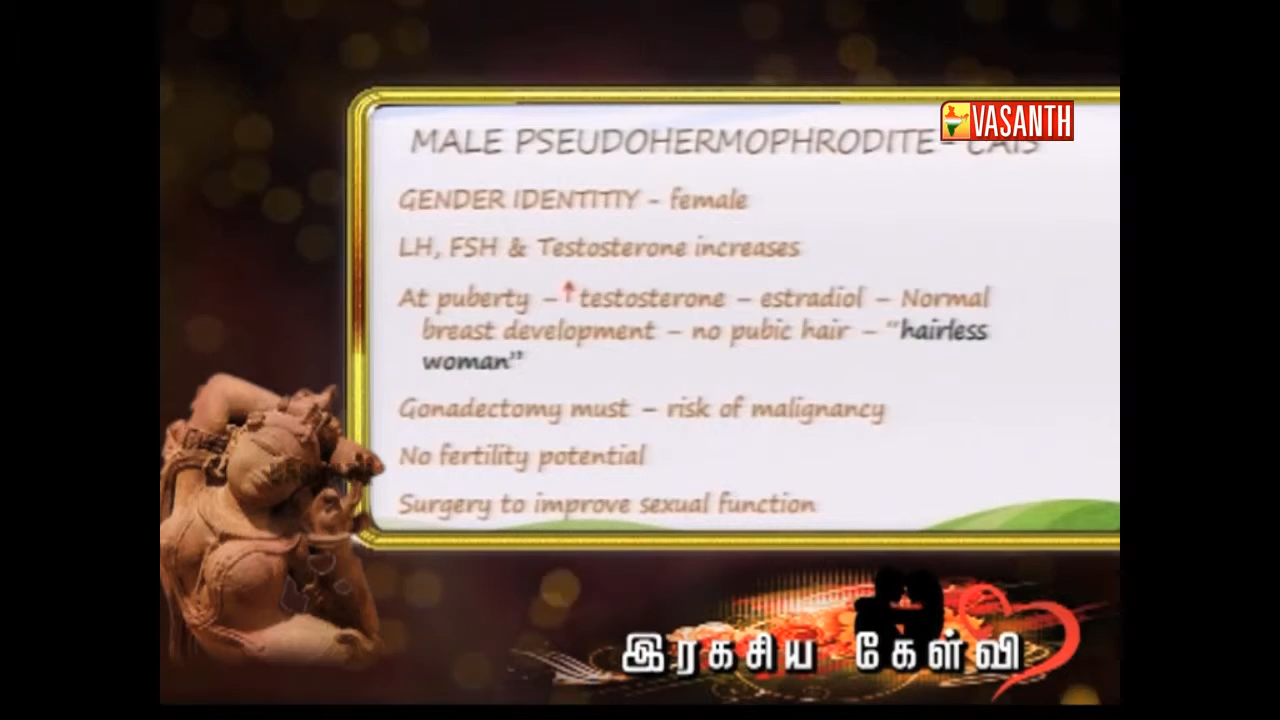 VASANTH
MALE PSEUDOHERMOPHRODITE - CAIS
GENDER IDENTITIY - female
LH, FSH & Testosterone increases
At puberty – ↑testosterone – estradiol – Normal
breast development – no pubic hair – “hairless
woman”
Gonadectomy must – risk of malignancy
No fertility potential
Surgery to improve sexual function
இரகசிய கேள்வி